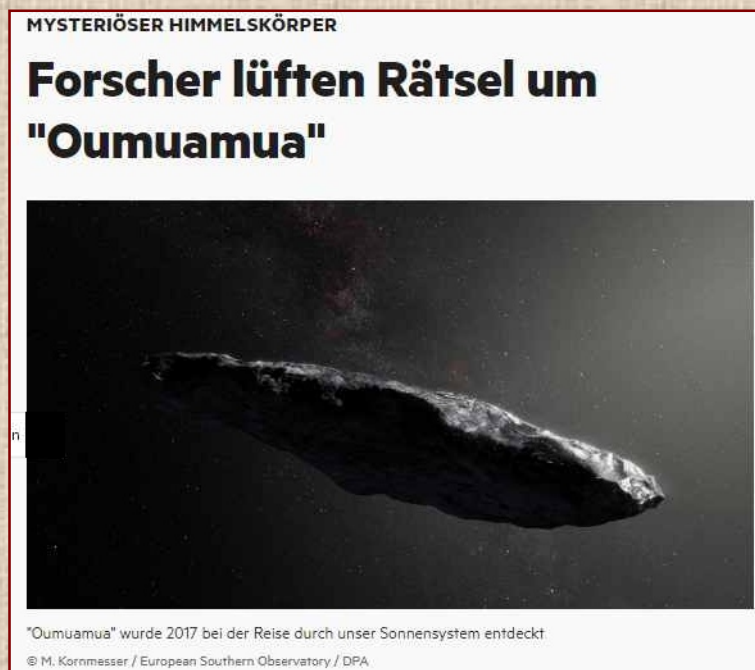 MYSTERIÖSER HIMMELSKÖRPER
Forscher lüften Rätsel um
"Oumuamua"
n
"Oumuamua" wurde 2017 bei der Reise durch unser Sonnensystem entdeckt
© M. Kornmesser / European Southern Observatory / DPA